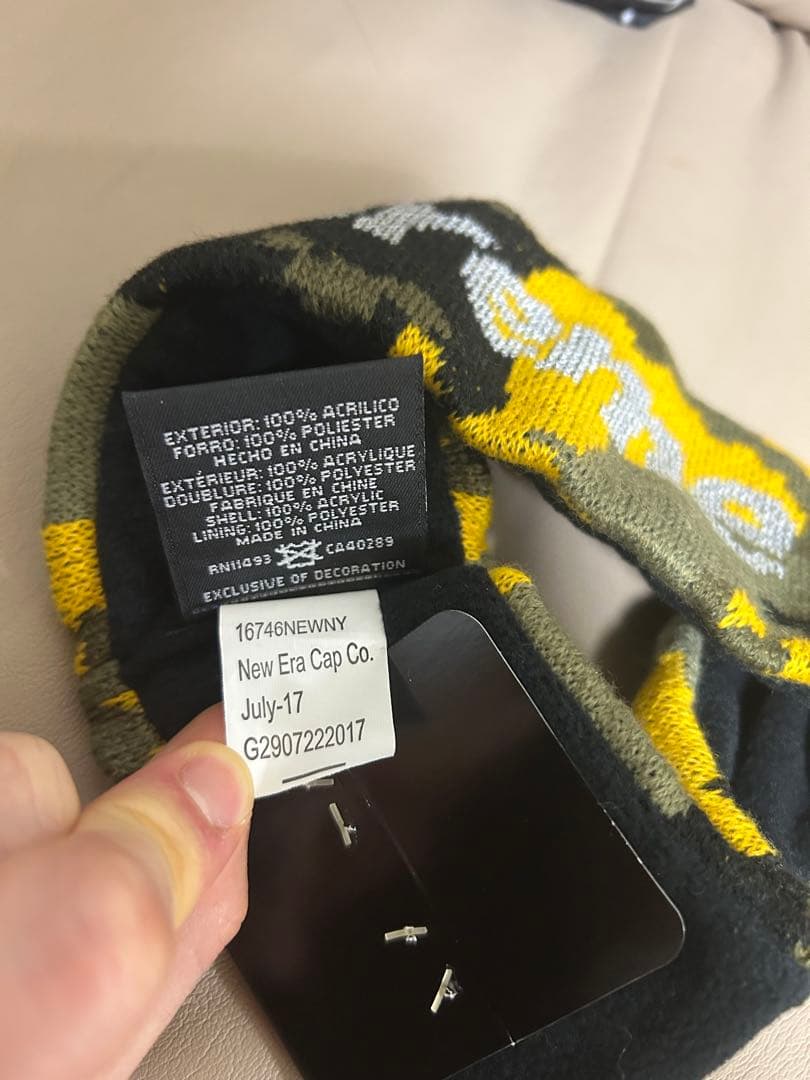 EXTERIOR: 100% ACRILICO
FORRO: 100% POLIESTER
HECHO EN CHINA
EXTÉRIEUR: 100% ACRYLIQUE
DOUBLURE: 100% POLYESTER
FABRIQUE EN CHINE
SHELL: 100% ACRYLIC
LINING: 100% POLYESTER
MADE IN CHINA
RN11493 CA40289
EXCLUSIVE OF DECORATION
16746NEWNY
New Era Cap Co.
July-17
G2907222017